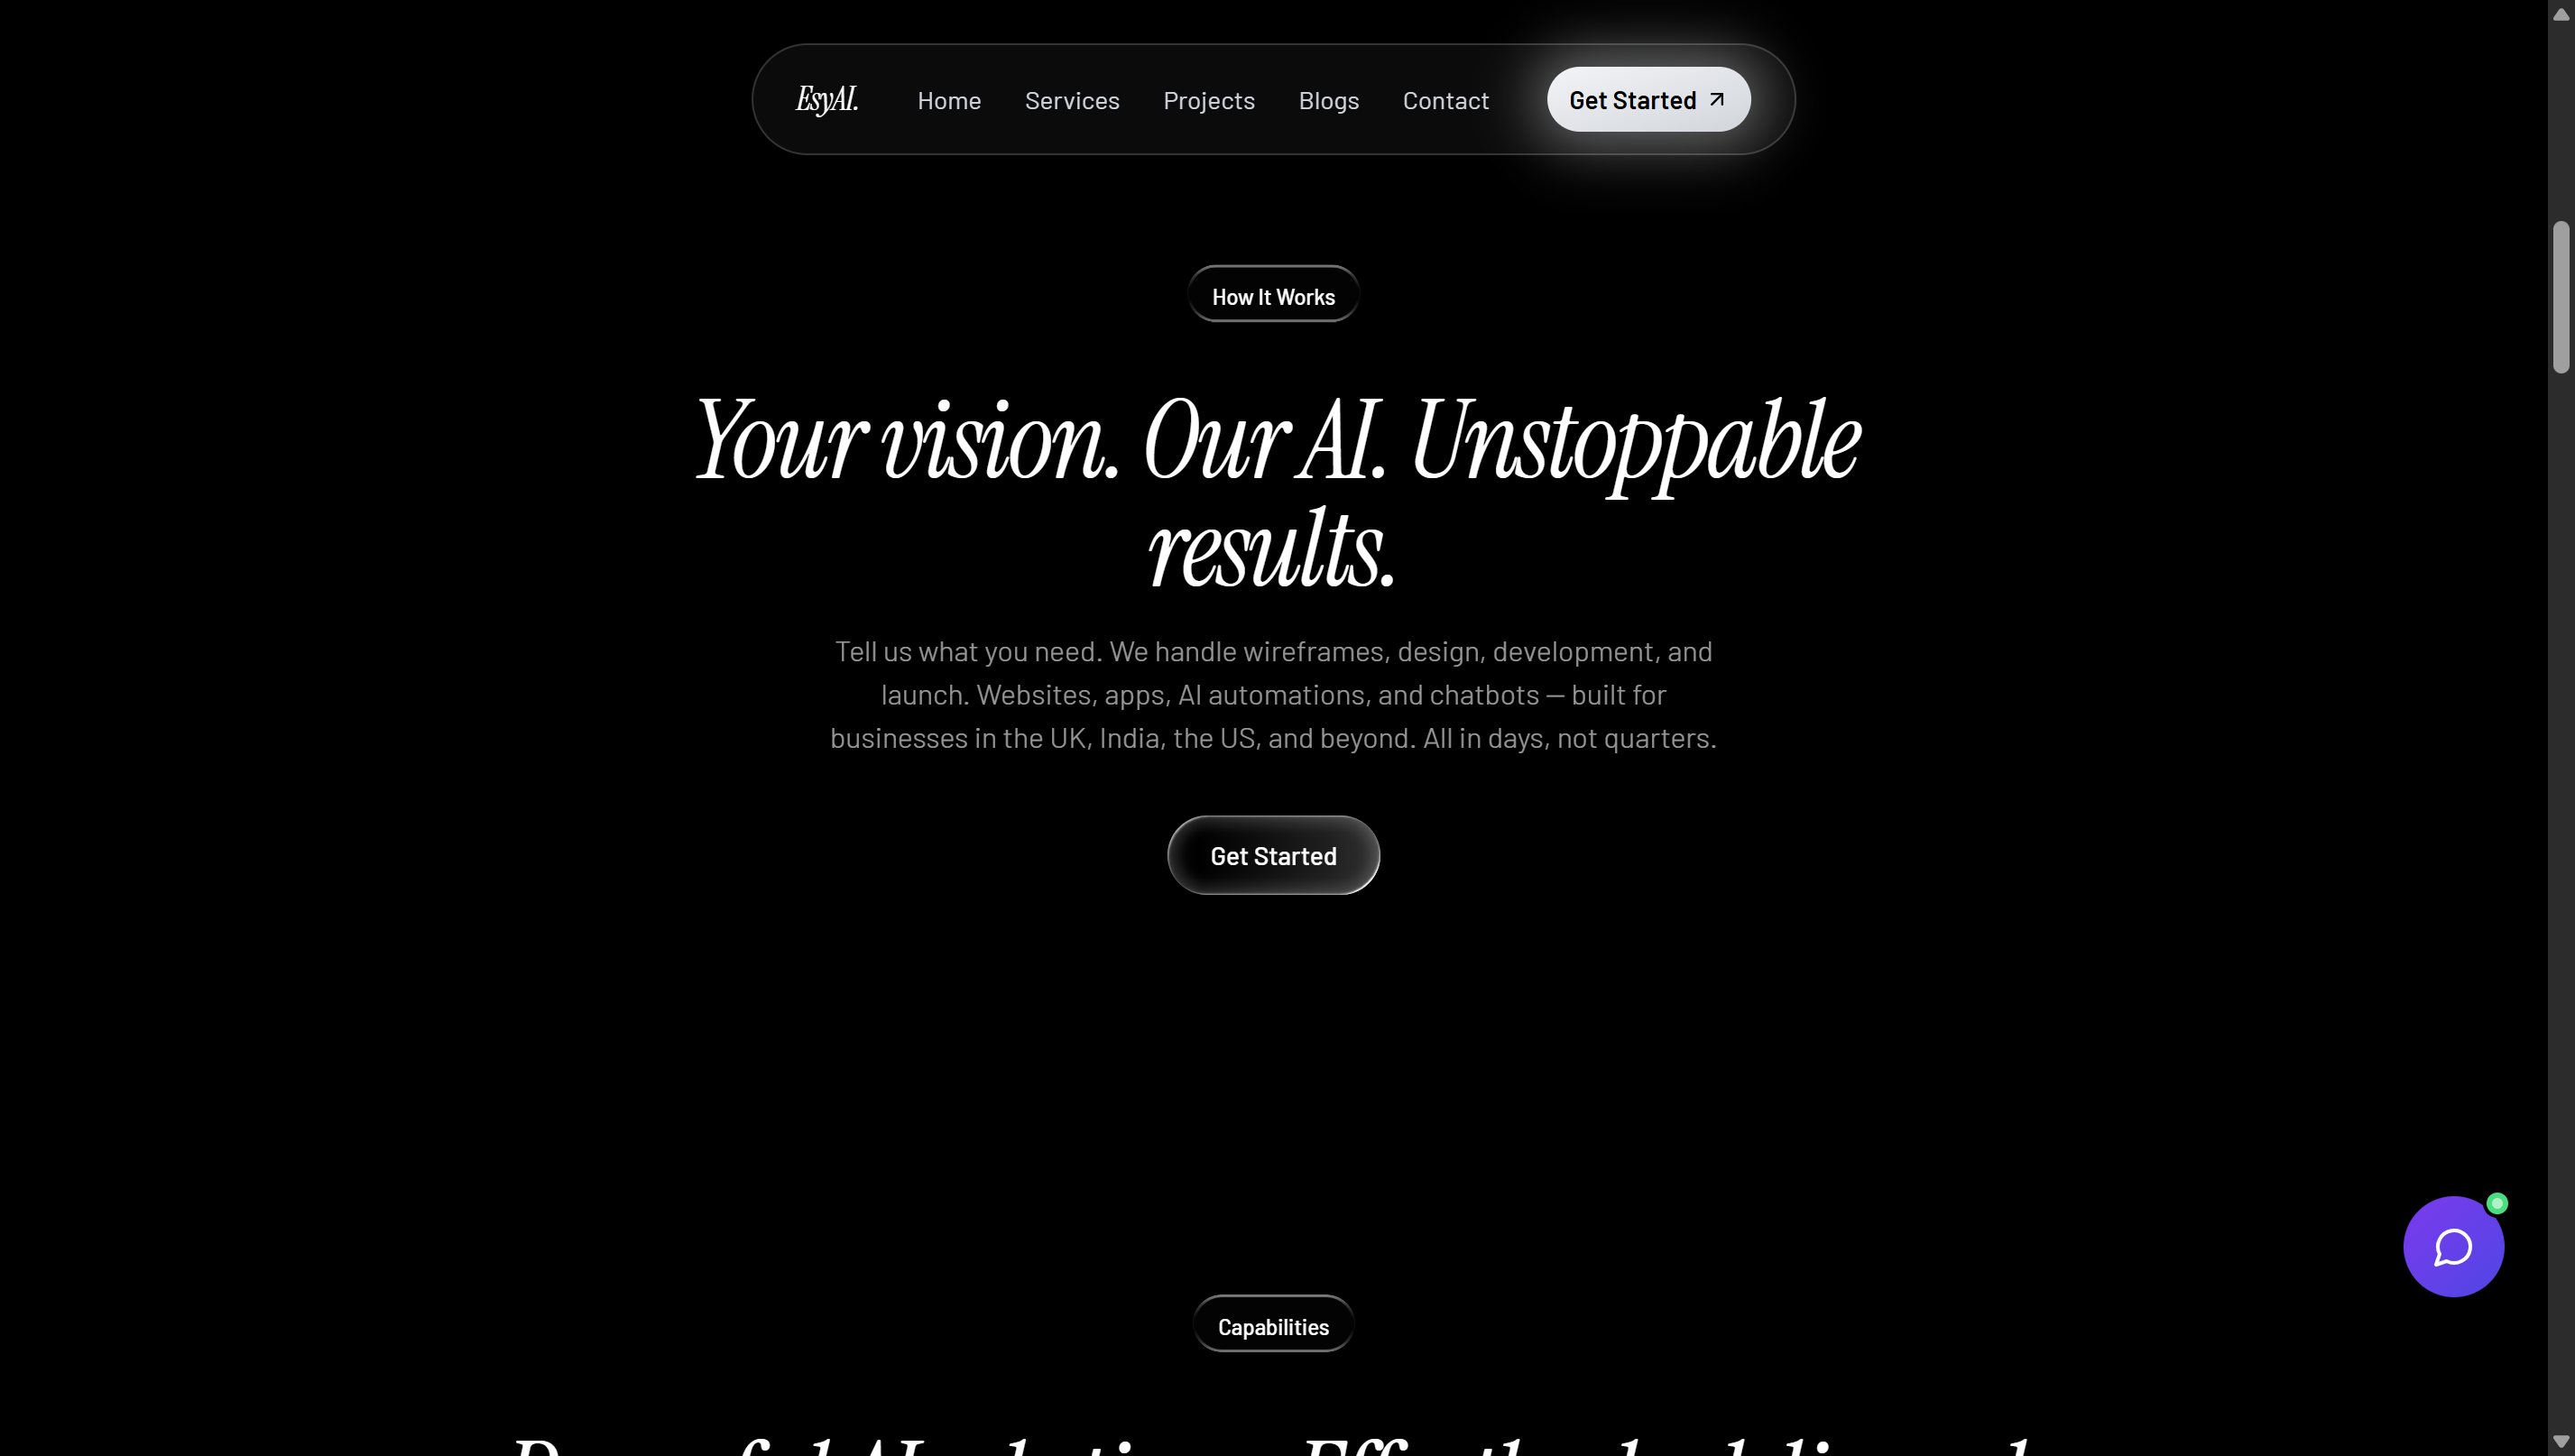 EsyAI.
Home
Services
Projects
Blogs
Contact
Get Started
How It Works
Your vision. Our AI. Unstoppable
results.
Tell us what you need. We handle wireframes, design, development, and
launch. Websites, apps, AI automations, and chatbots — built for
businesses in the UK, India, the US, and beyond. All in days, not quarters.
Get Started
Capabilities